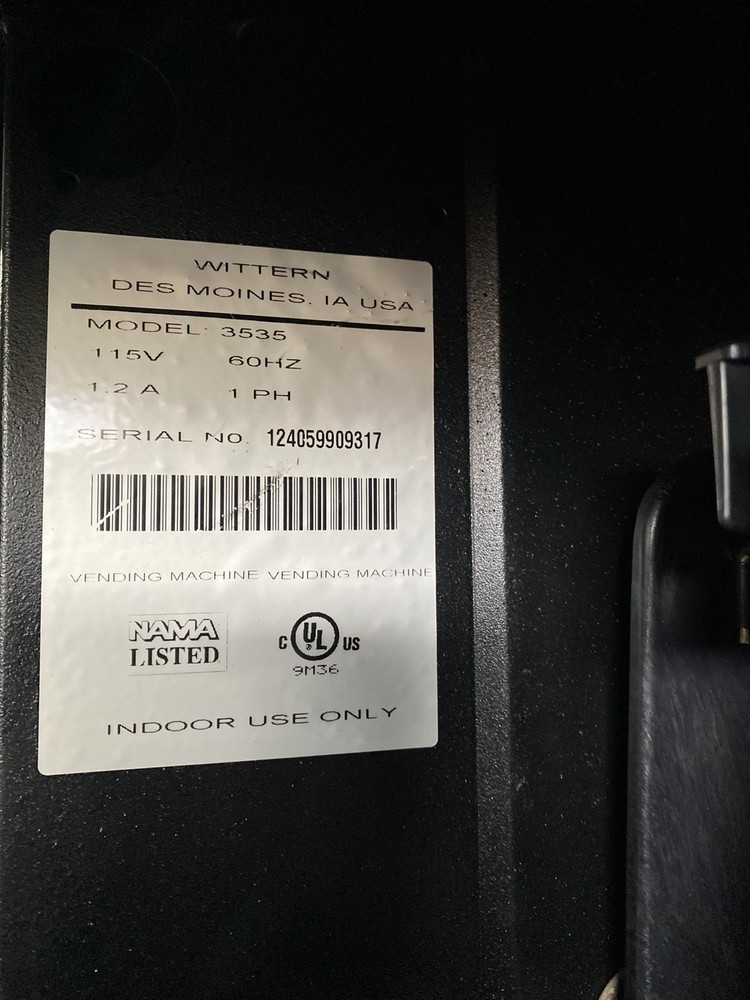 WITTERN
DES MOINES, IA USA
MODEL: 3535
115V 60HZ
1.2 A 1 PH
SERIAL NO. 124059909317
VENDING MACHINE VENDING MACHINE
NAMA
LISTED
C UL US
9M36
INDOOR USE ONLY